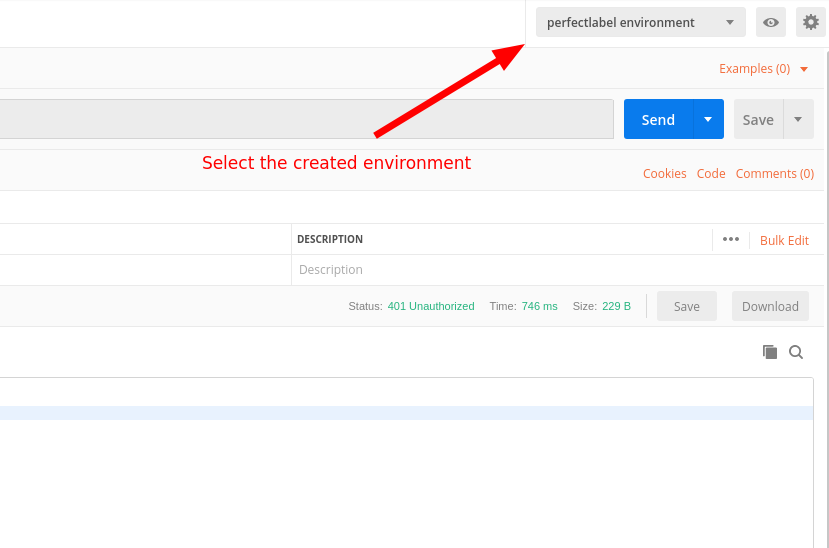 perfectlabel environment
Examples (0)
Send Save
Select the created environment
Cookies Code Comments (0)
DESCRIPTION Bulk Edit
Description
Status: 401 Unauthorized Time: 746 ms Size: 229 B Save Download